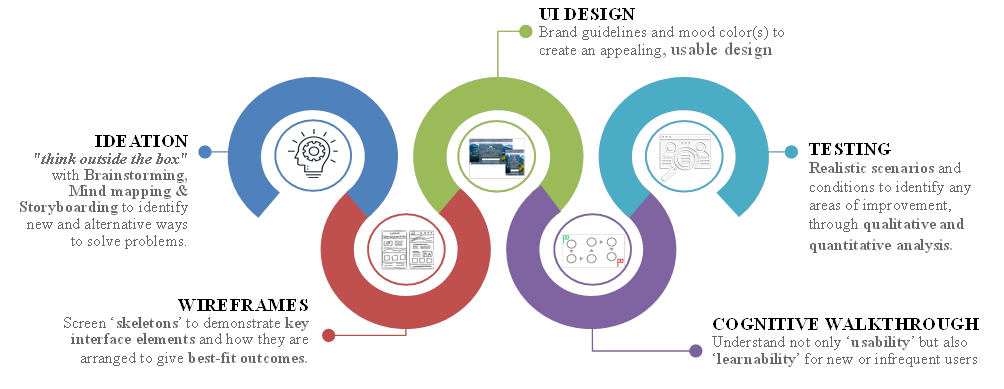 UI DESIGN
Brand guidelines and mood color(s) to
create an appealing, usable design
IDEATION
"think outside the box"
with Brainstorming,
Mind mapping &
Storyboarding to identify
new and alternative ways
to solve problems.
TESTING
Realistic scenarios and
conditions to identify any
areas of improvement,
through qualitative and
quantitative analysis.
WIREFRAMES
Screen ‘skeletons’ to demonstrate key
interface elements and how they are
arranged to give best-fit outcomes.
COGNITIVE WALKTHROUGH
Understand not only ‘usability’ but also
‘learnability’ for new or infrequent users